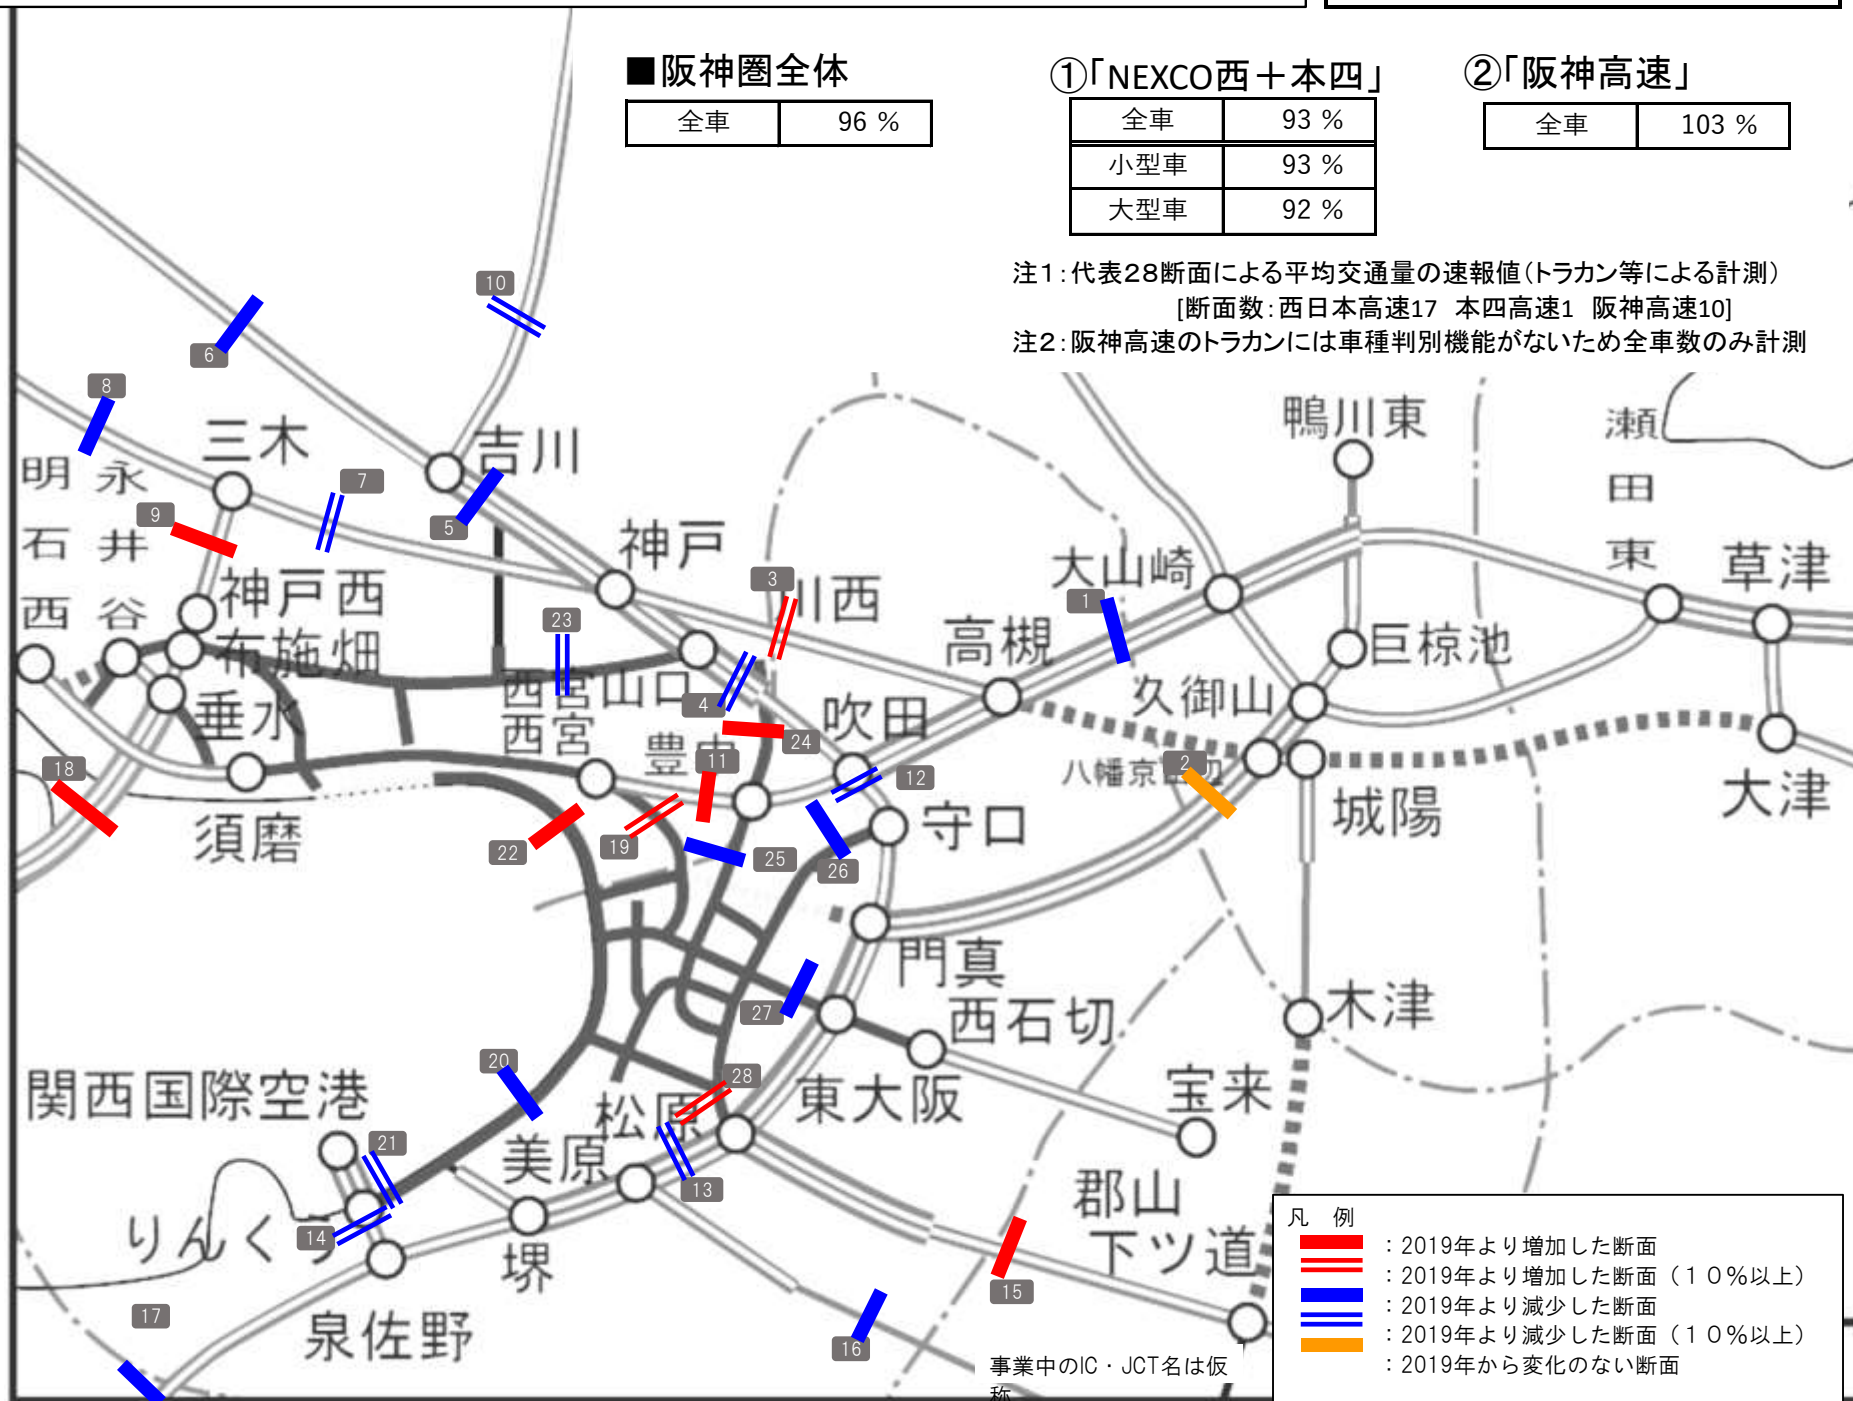 ■阪神圏全体
全車 96 %
①「NEXCO西＋本四」
全車 93 %
小型車 93 %
大型車 92 %
②「阪神高速」
全車 103 %
注１：代表２８断面による平均交通量の速報値（トラカン等による計測）
[断面数：西日本高速17 本四高速1 阪神高速10]
注２：阪神高速のトラカンには車種判別機能がないため全車数のみ計測
10
6
8
三木
吉川
鴨川東
瀬田東
明石西
永井谷
7
9
5
神戸
大山崎
草津
神戸西
3
川西
1
23
布施畑
高槻
巨椋池
西宮山口
久御山
垂水
西宮
4
吹田
24
豊中
11
12
八幡京田辺
2
大津
18
須磨
22
19
25
26
守口
城陽
門真
27
西石切
木津
20
28
関西国際空港
松原
東大阪
宝来
21
美原
13
郡山下ツ道
りんくう
14
堺
15
17
泉佐野
16
事業中のIC・JCT名は仮称
凡 例
：2019年より増加した断面
：2019年より増加した断面（１０％以上）
：2019年より減少した断面
：2019年より減少した断面（１０％以上）
：2019年から変化のない断面